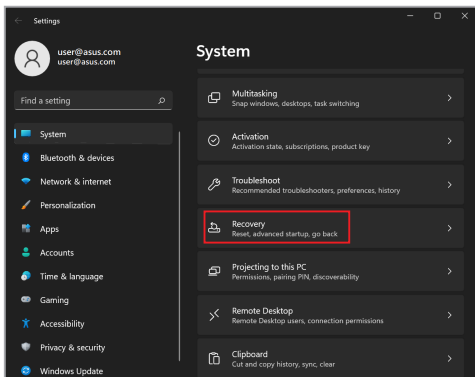 Settings
user@asus.com
user@asus.com
Find a setting
System
Bluetooth & devices
Network & internet
Personalization
Apps
Accounts
Time & language
Gaming
Accessibility
Privacy & security
Windows Update
System
Multitasking
Snap windows, desktops, task switching
Activation
Activation state, subscriptions, product key
Troubleshoot
Recommended troubleshooters, preferences, history
Recovery
Reset, advanced startup, go back
Projecting to this PC
Permissions, pairing PIN, discoverability
Remote Desktop
Remote Desktop users, connection permissions
Clipboard
Cut and copy history, sync, clear